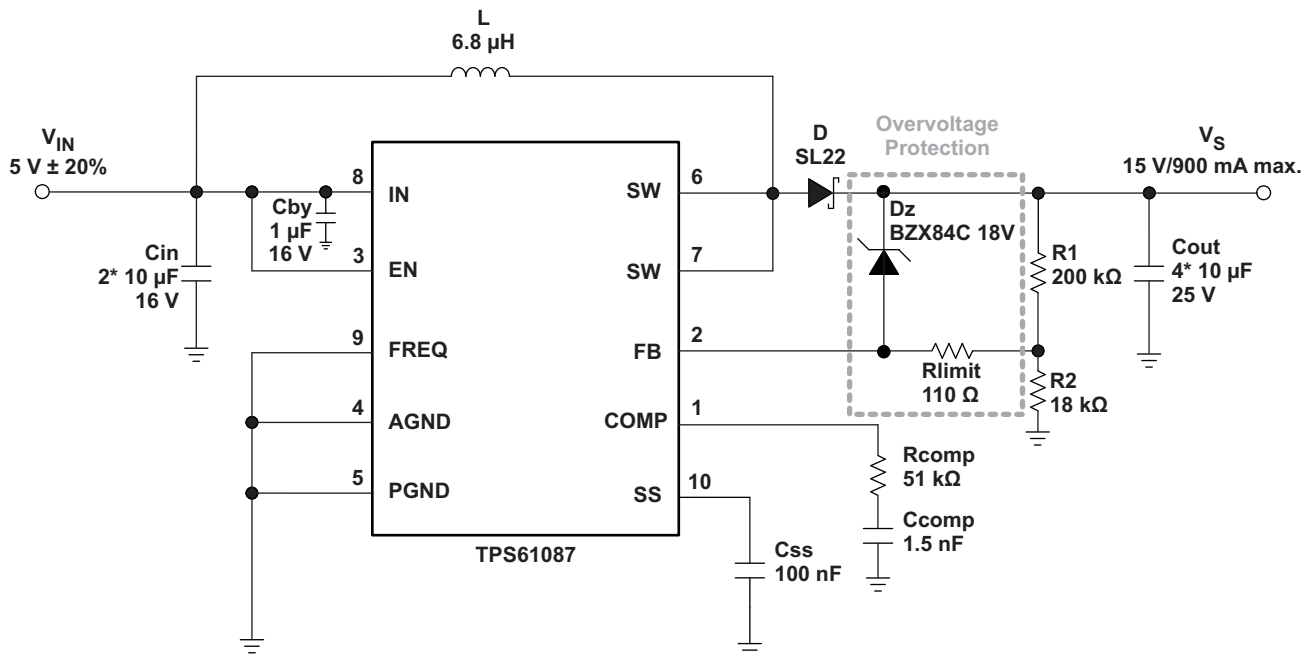 L
6.8 µH
VIN
5 V ± 20%
D
SL22
Overvoltage
Protection
VS
15 V/900 mA max.
8
IN
SW
6
Cby
1 µF
16 V
Dz
BZX84C 18V
Cin
2* 10 µF
16 V
3
EN
SW
7
R1
200 kΩ
Cout
4* 10 µF
25 V
9
FREQ
FB
2
Rlimit
110 Ω
R2
18 kΩ
4
AGND
COMP
1
Rcomp
51 kΩ
5
PGND
SS
10
Ccomp
1.5 nF
TPS61087
Css
100 nF